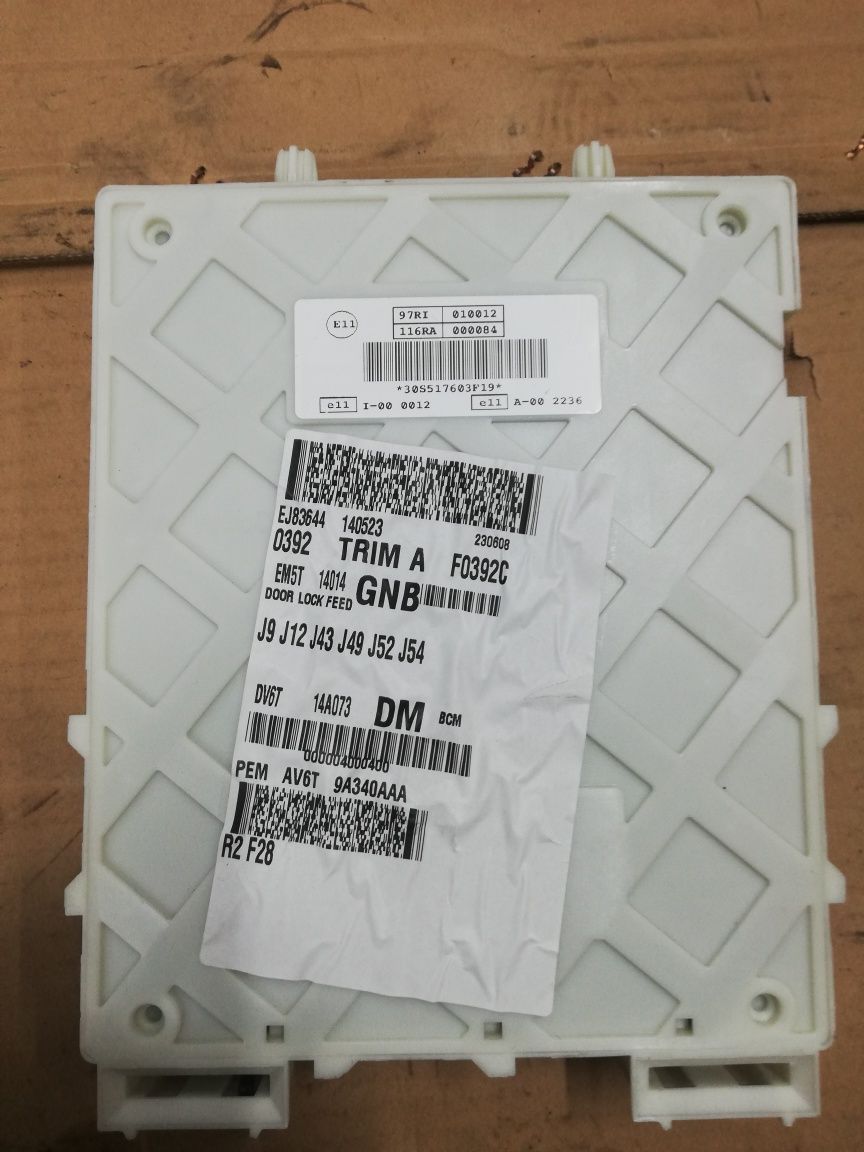 E11 97RI 010012
116RA 000084
*30S517603F19*
e11 I-00 0012 e11 A-00 2236
EJ83644 140523 230608
0392 TRIM A F0392C
EM5T 14014 GNB
DOOR LOCK FEED
J9 J12 J43 J49 J52 J54
DV6T 14A073 DM BCM
000004000400
PEM AV6T 9A340AAA
R2 F28